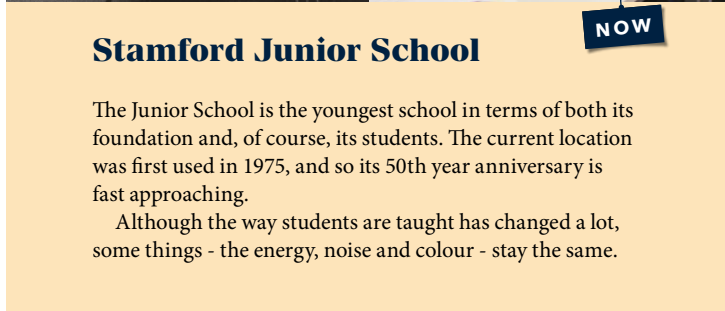 NOW
Stamford Junior School
The Junior School is the youngest school in terms of both its
foundation and, of course, its students. The current location
was first used in 1975, and so its 50th year anniversary is
fast approaching.
Although the way students are taught has changed a lot,
some things - the energy, noise and colour - stay the same.